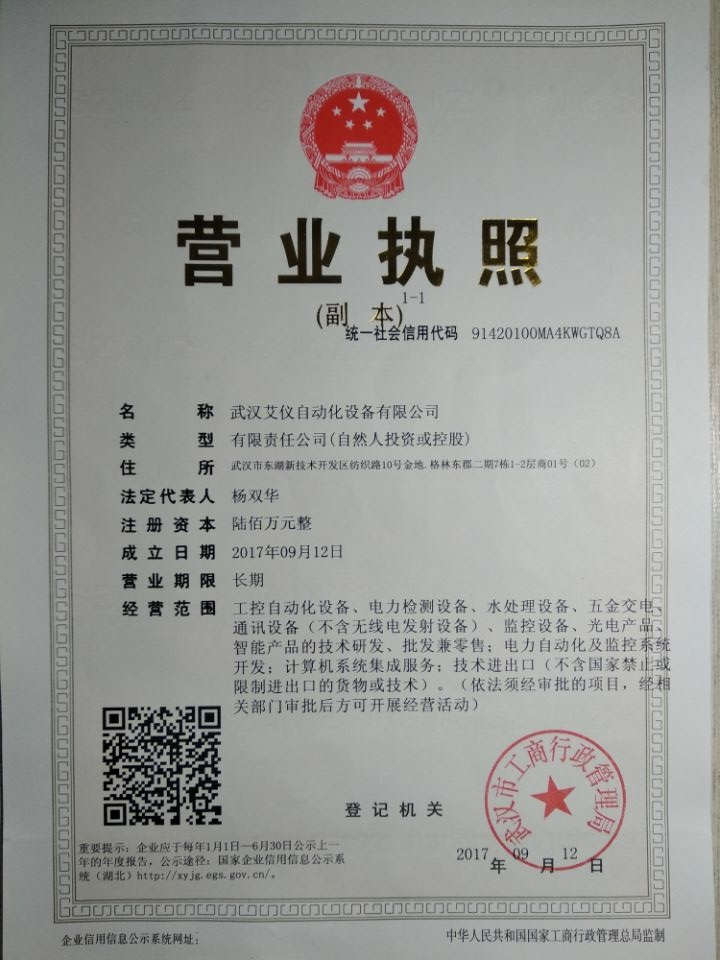 营业执照
1-1
(副 本)
统一社会信用代码 91420100MA4KWGTQ8A
名 称 武汉艾仪自动化设备有限公司
类 型 有限责任公司(自然人投资或控股)
住 所 武汉市东湖新技术开发区纺织路10号金地.格林东郡二期7栋1-2层商01号（02）
法定代表人 杨双华
注册资本 陆佰万元整
成立日期 2017年09月12日
营业期限 长期
经营范围 工控自动化设备、电力检测设备、水处理设备、五金交电、
通讯设备（不含无线电发射设备）、监控设备、光电产品、
智能产品的技术研发、批发兼零售；电力自动化及监控系统
开发；计算机系统集成服务；技术进出口（不含国家禁止或
限制进出口的货物或技术）。（依法须经审批的项目，经相
关部门审批后方可开展经营活动）
登记机关
武汉市工商行政管理局
2017年09月12日
重要提示：企业应于每年1月1日—6月30日公示上一
年的年度报告，公示途径：国家企业信用信息公示系
统（湖北）http://xyjg.egs.gov.cn/。
企业信用信息公示系统网址：
中华人民共和国国家工商行政管理总局监制